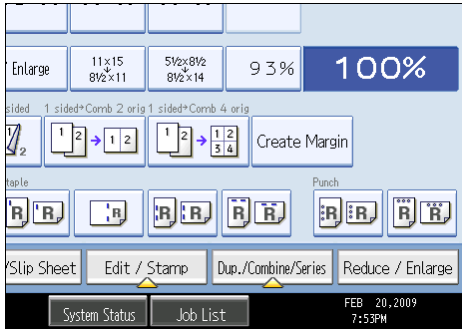 Enlarge 11×15 8½×11 5½×8½ 8½×14 93% 100%
sided 1 sided→Comb 2 orig 1 sided→Comb 4 orig
2 1 2 → 1 2 1 2 → 1 2 3 4 Create Margin
taple Punch
R R R R R R R R R R R
/Slip Sheet Edit / Stamp Dup./Combine/Series Reduce / Enlarge
System Status Job List FEB 20,2009
7:53PM